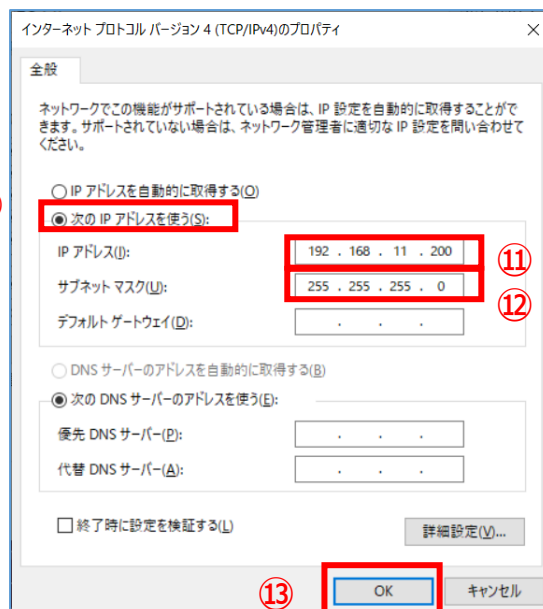 インターネット プロトコル バージョン 4 (TCP/IPv4)のプロパティ ×
全般
ネットワークでこの機能がサポートされている場合は、IP 設定を自動的に取得することがで
きます。サポートされていない場合は、ネットワーク管理者に適切な IP 設定を問い合わせて
ください。
IP アドレスを自動的に取得する(O)
次の IP アドレスを使う(S):
IP アドレス(I): 192 . 168 . 11 . 200 ⑪
サブネット マスク(U): 255 . 255 . 255 . 0 ⑫
デフォルト ゲートウェイ(D): . . .
DNS サーバーのアドレスを自動的に取得する(B)
次の DNS サーバーのアドレスを使う(E):
優先 DNS サーバー(P): . . .
代替 DNS サーバー(A): . . .
終了時に設定を検証する(L) 詳細設定(V)...
⑬ OK キャンセル